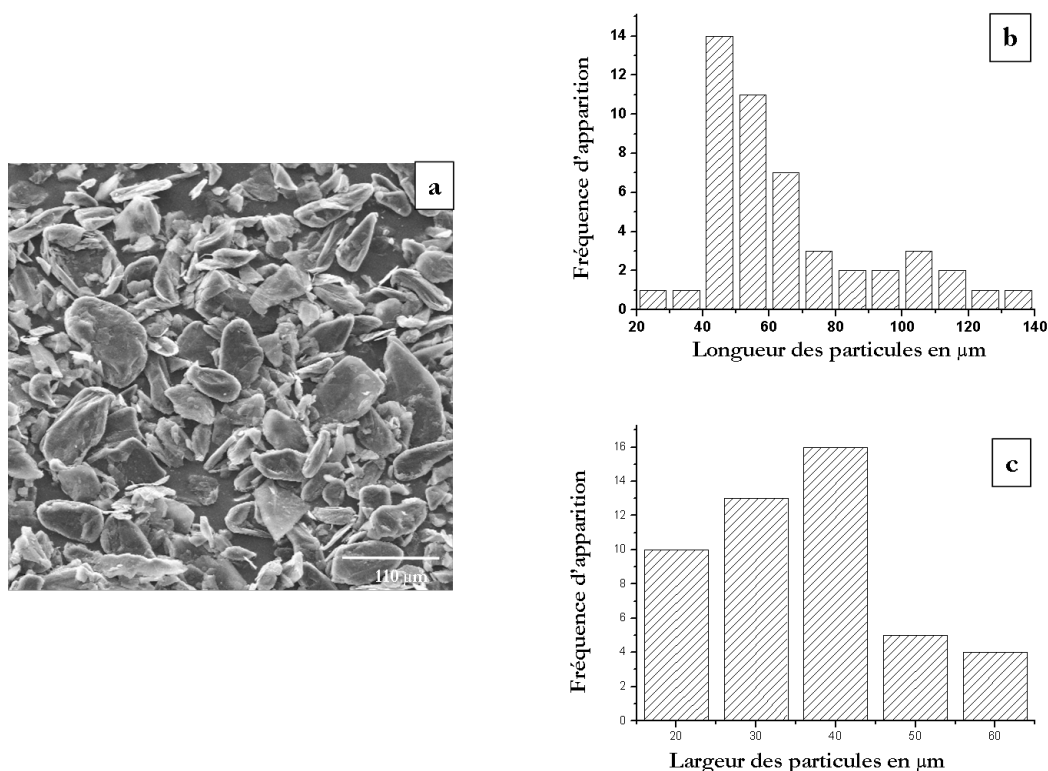 a
110 µm
b
Fréquence d'apparition
14
12
10
8
6
4
2
0
20 40 60 80 100 120 140
Longueur des particules en µm
c
Fréquence d'apparition
16
14
12
10
8
6
4
2
0
20 30 40 50 60
Largeur des particules en µm